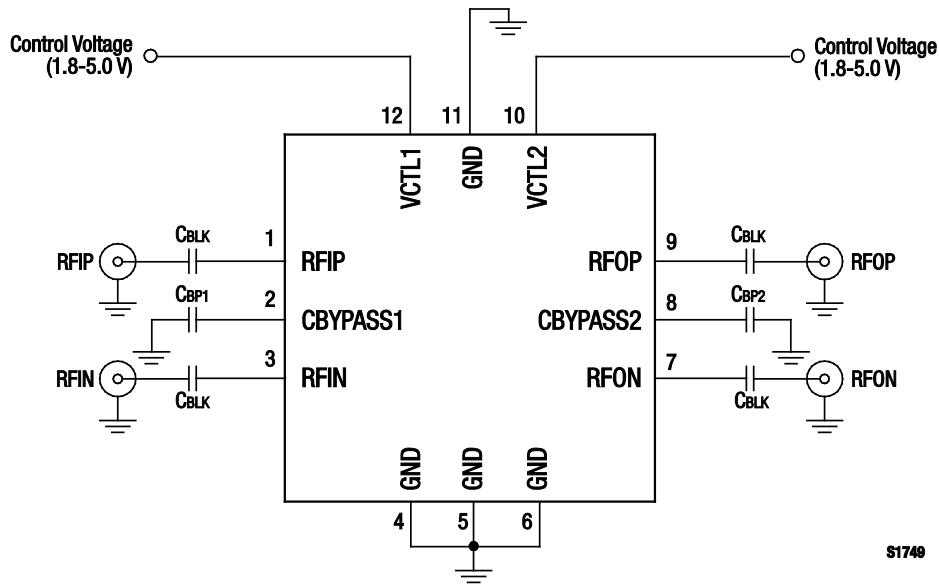 Control Voltage
(1.8-5.0 V)
Control Voltage
(1.8-5.0 V)
12
11
10
VCTL1
GND
VCTL2
RFIP
CBLK
1
RFIP
RFOP
9
CBLK
RFOP
CBP1
2
CBYPASS1
CBYPASS2
8
CBP2
RFIN
CBLK
3
RFIN
RFON
7
CBLK
RFON
GND
GND
GND
4
5
6
S1749